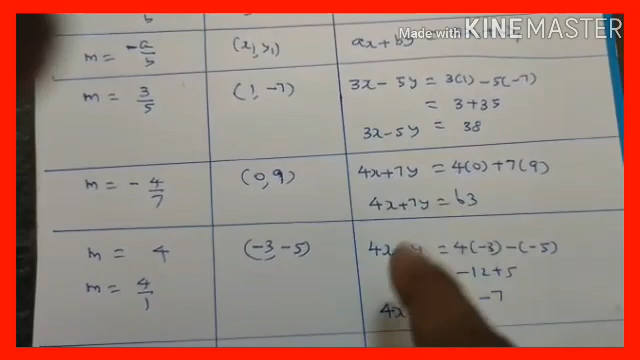 b
Made with KINEMASTER
m = -a/b (x₁, y₁) ax + by
m = 3/5 (1, -7) 3x - 5y = 3(1) - 5(-7)
= 3 + 35
3x - 5y = 38
m = - 4/7 (0, 9) 4x + 7y = 4(0) + 7(9)
4x + 7y = 63
m = 4 (-3, -5) 4x y = 4(-3) - (-5)
-12 + 5
m = 4/1
4x -7